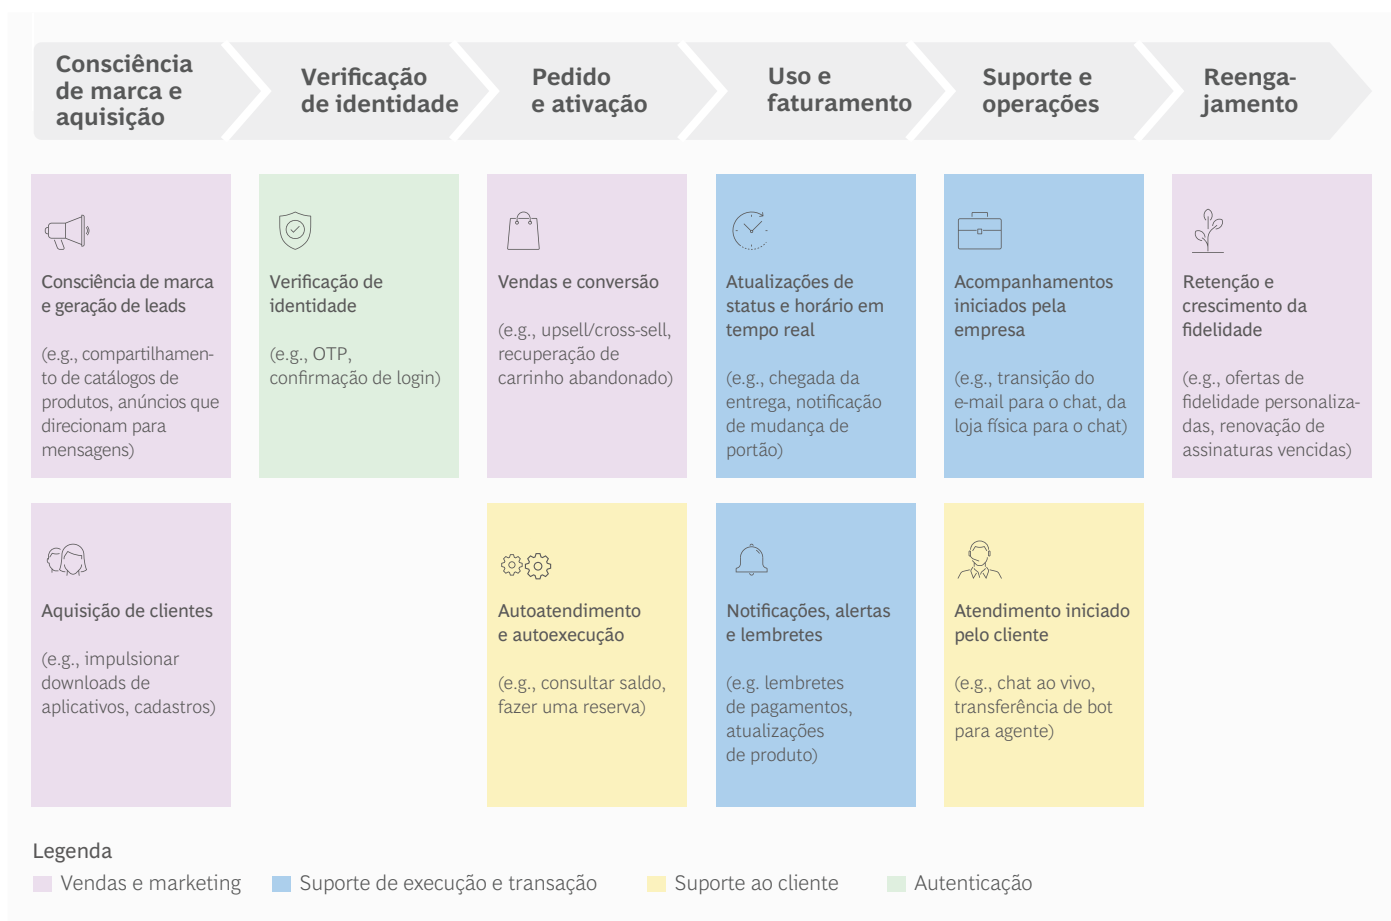 Consciência
de marca e
aquisição
Verificação
de identidade
Pedido
e ativação
Uso e
faturamento
Suporte e
operações
Reenga-
jamento
Consciência de marca
e geração de leads
(e.g., compartilhamen-
to de catálogos de
produtos, anúncios que
direcionam para
mensagens)
Verificação de
identidade
(e.g., OTP,
confirmação de login)
Vendas e conversão
(e.g., upsell/cross-sell,
recuperação de
carrinho abandonado)
Atualizações de
status e horário em
tempo real
(e.g., chegada da
entrega, notificação
de mudança de
portão)
Acompanhamentos
iniciados pela
empresa
(e.g., transição do
e-mail para o chat, da
loja física para o chat)
Retenção e
crescimento da
fidelidade
(e.g., ofertas de
fidelidade personaliza-
das, renovação de
assinaturas vencidas)
Aquisição de clientes
(e.g., impulsionar
downloads de
aplicativos, cadastros)
Autoatendimento
e autoexecução
(e.g., consultar saldo,
fazer uma reserva)
Notificações, alertas
e lembretes
(e.g. lembretes
de pagamentos,
atualizações
de produto)
Atendimento iniciado
pelo cliente
(e.g., chat ao vivo,
transferência de bot
para agente)
Legenda
Vendas e marketing
Suporte de execução e transação
Suporte ao cliente
Autenticação